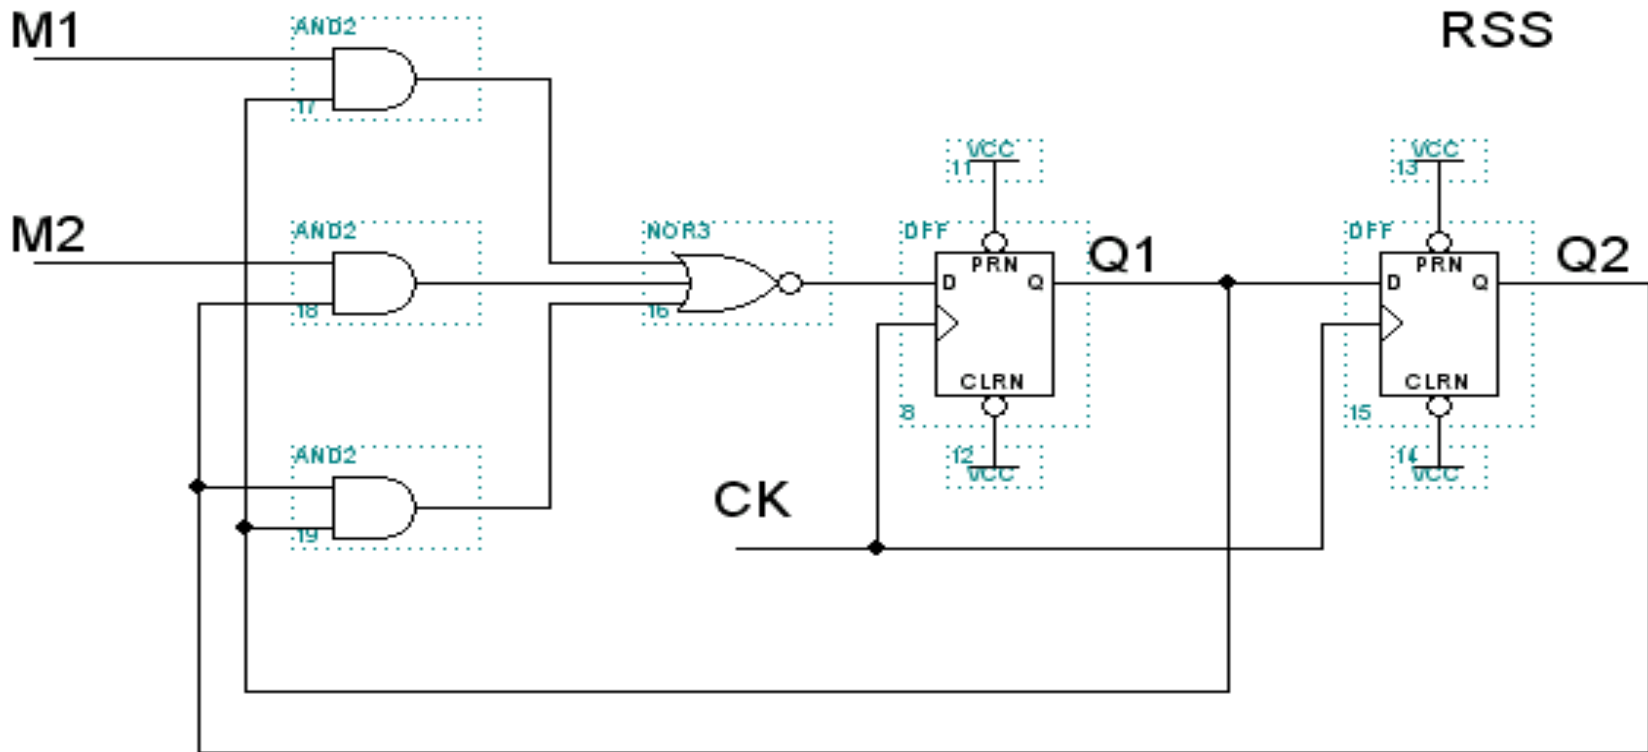 M1
AND2
17
RSS
VCC
11
VCC
13
M2
AND2
18
NOR3
16
DFF
PRN
D
Q
CLRN
8
Q1
DFF
PRN
D
Q
CLRN
15
Q2
12
VCC
14
VCC
AND2
19
CK